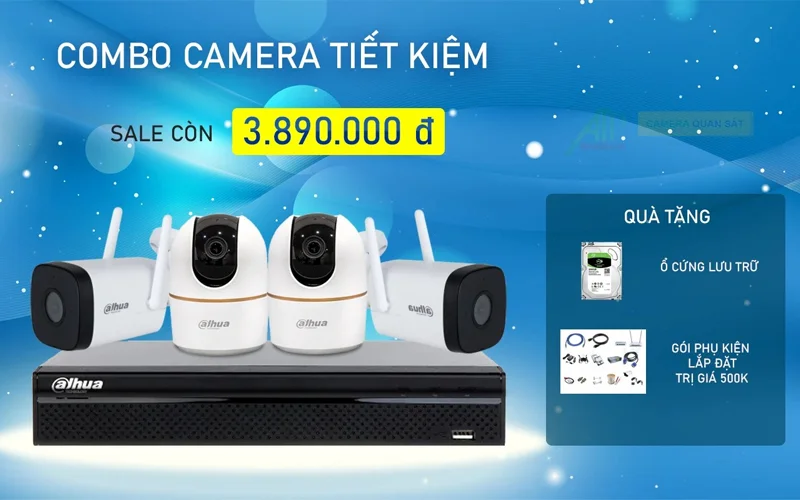 COMBO CAMERA TIẾT KIỆM
SALE CÒN 3.890.000 đ
CAMERA QUAN SÁT
QUÀ TẶNG
Ổ CỨNG LƯU TRỮ
GÓI PHỤ KIỆN
LẮP ĐẶT
TRỊ GIÁ 500K
alhua
alhua
alhua
alhua
alhua